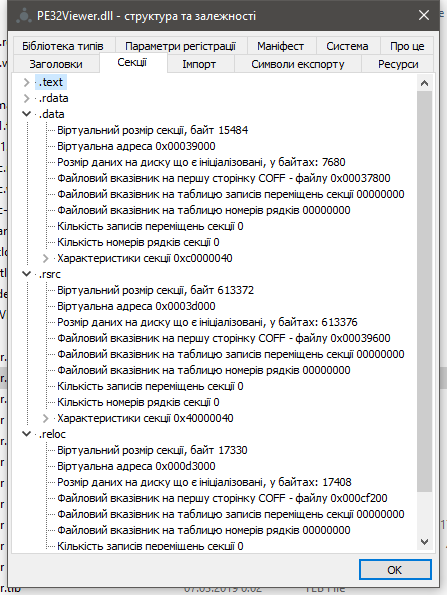 PE32Viewer.dll - структура та залежності
Бібліотека типів Параметри регістрації Маніфест Система Про це
Заголовки Секції Імпорт Символи експорту Ресурси
.text
.rdata
.data
Віртуальний розмір секції, байт 15484
Віртуальна адреса 0x00039000
Розмір даних на диску що є ініціалізовані, у байтах: 7680
Файловий вказівник на першу сторінку COFF - файлу 0x00037800
Файловий вказівник на таблицю записів переміщень секції 00000000
Файловий вказівник на таблицю номерів рядків 00000000
Кількість записів переміщень секції 0
Кількість номерів рядків секції 0
Характеристики секції 0xc0000040
.rsrc
Віртуальний розмір секції, байт 613372
Віртуальна адреса 0x0003d000
Розмір даних на диску що є ініціалізовані, у байтах: 613376
Файловий вказівник на першу сторінку COFF - файлу 0x00039600
Файловий вказівник на таблицю записів переміщень секції 00000000
Файловий вказівник на таблицю номерів рядків 00000000
Кількість записів переміщень секції 0
Кількість номерів рядків секції 0
Характеристики секції 0x40000040
.reloc
Віртуальний розмір секції, байт 17330
Віртуальна адреса 0x000d3000
Розмір даних на диску що є ініціалізовані, у байтах: 17408
Файловий вказівник на першу сторінку COFF - файлу 0x000cf200
Файловий вказівник на таблицю записів переміщень секції 00000000
Файловий вказівник на таблицю номерів рядків 00000000
Кількість записів переміщень секції 0
OK